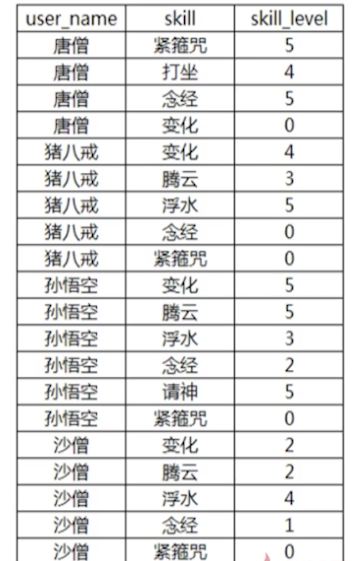 user_name skill skill_level
唐僧 紧箍咒 5
唐僧 打坐 4
唐僧 念经 5
唐僧 变化 0
猪八戒 变化 4
猪八戒 腾云 3
猪八戒 浮水 5
猪八戒 念经 0
猪八戒 紧箍咒 0
孙悟空 变化 5
孙悟空 腾云 5
孙悟空 浮水 3
孙悟空 念经 2
孙悟空 请神 5
孙悟空 紧箍咒 0
沙僧 变化 2
沙僧 腾云 2
沙僧 浮水 4
沙僧 念经 1
沙僧 紧箍咒 0